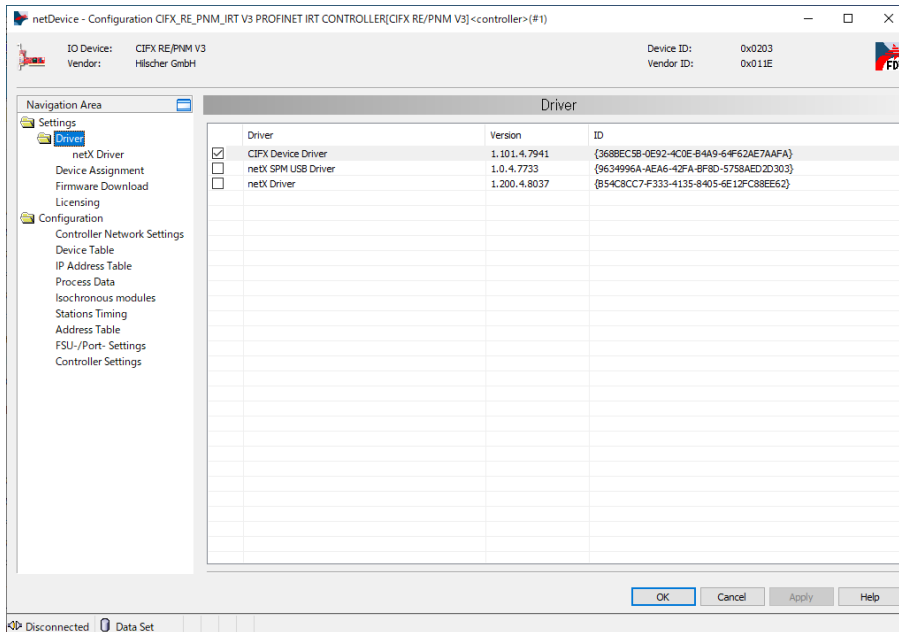 netDevice - Configuration CIFX_RE_PNM_IRT V3 PROFINET IRT CONTROLLER[CIFX RE/PNM V3]<controller>(#1)
IO Device: CIFX RE/PNM V3 Device ID: 0x0203
Vendor: Hilscher GmbH Vendor ID: 0x011E
FD
Navigation Area
Settings
Driver
netX Driver
Device Assignment
Firmware Download
Licensing
Configuration
Controller Network Settings
Device Table
IP Address Table
Process Data
Isochronous modules
Stations Timing
Address Table
FSU-/Port- Settings
Controller Settings
Driver
Driver Version ID
CIFX Device Driver 1.101.4.7941 {368BEC5B-0E92-4C0E-B4A9-64F62AE7AAFA}
netX SPM USB Driver 1.0.4.7733 {9634996A-AEA6-42FA-BF8D-5758AED2D303}
netX Driver 1.200.4.8037 {B54C8CC7-F333-4135-8405-6E12FC88EE62}
OK Cancel Apply Help
Disconnected Data Set